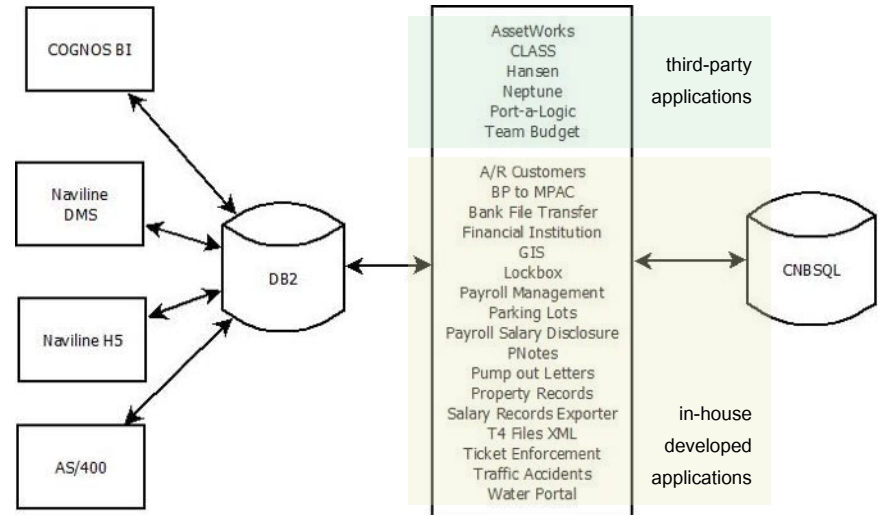 COGNOS BI
Naviline
DMS
Naviline H5
AS/400
DB2
AssetWorks
CLASS
Hansen
Neptune
Port-a-Logic
Team Budget
third-party
applications
A/R Customers
BP to MPAC
Bank File Transfer
Financial Institution
GIS
Lockbox
Payroll Management
Parking Lots
Payroll Salary Disclosure
PNotes
Pump out Letters
Property Records
Salary Records Exporter
T4 Files XML
Ticket Enforcement
Traffic Accidents
Water Portal
in-house
developed
applications
CNBSQL